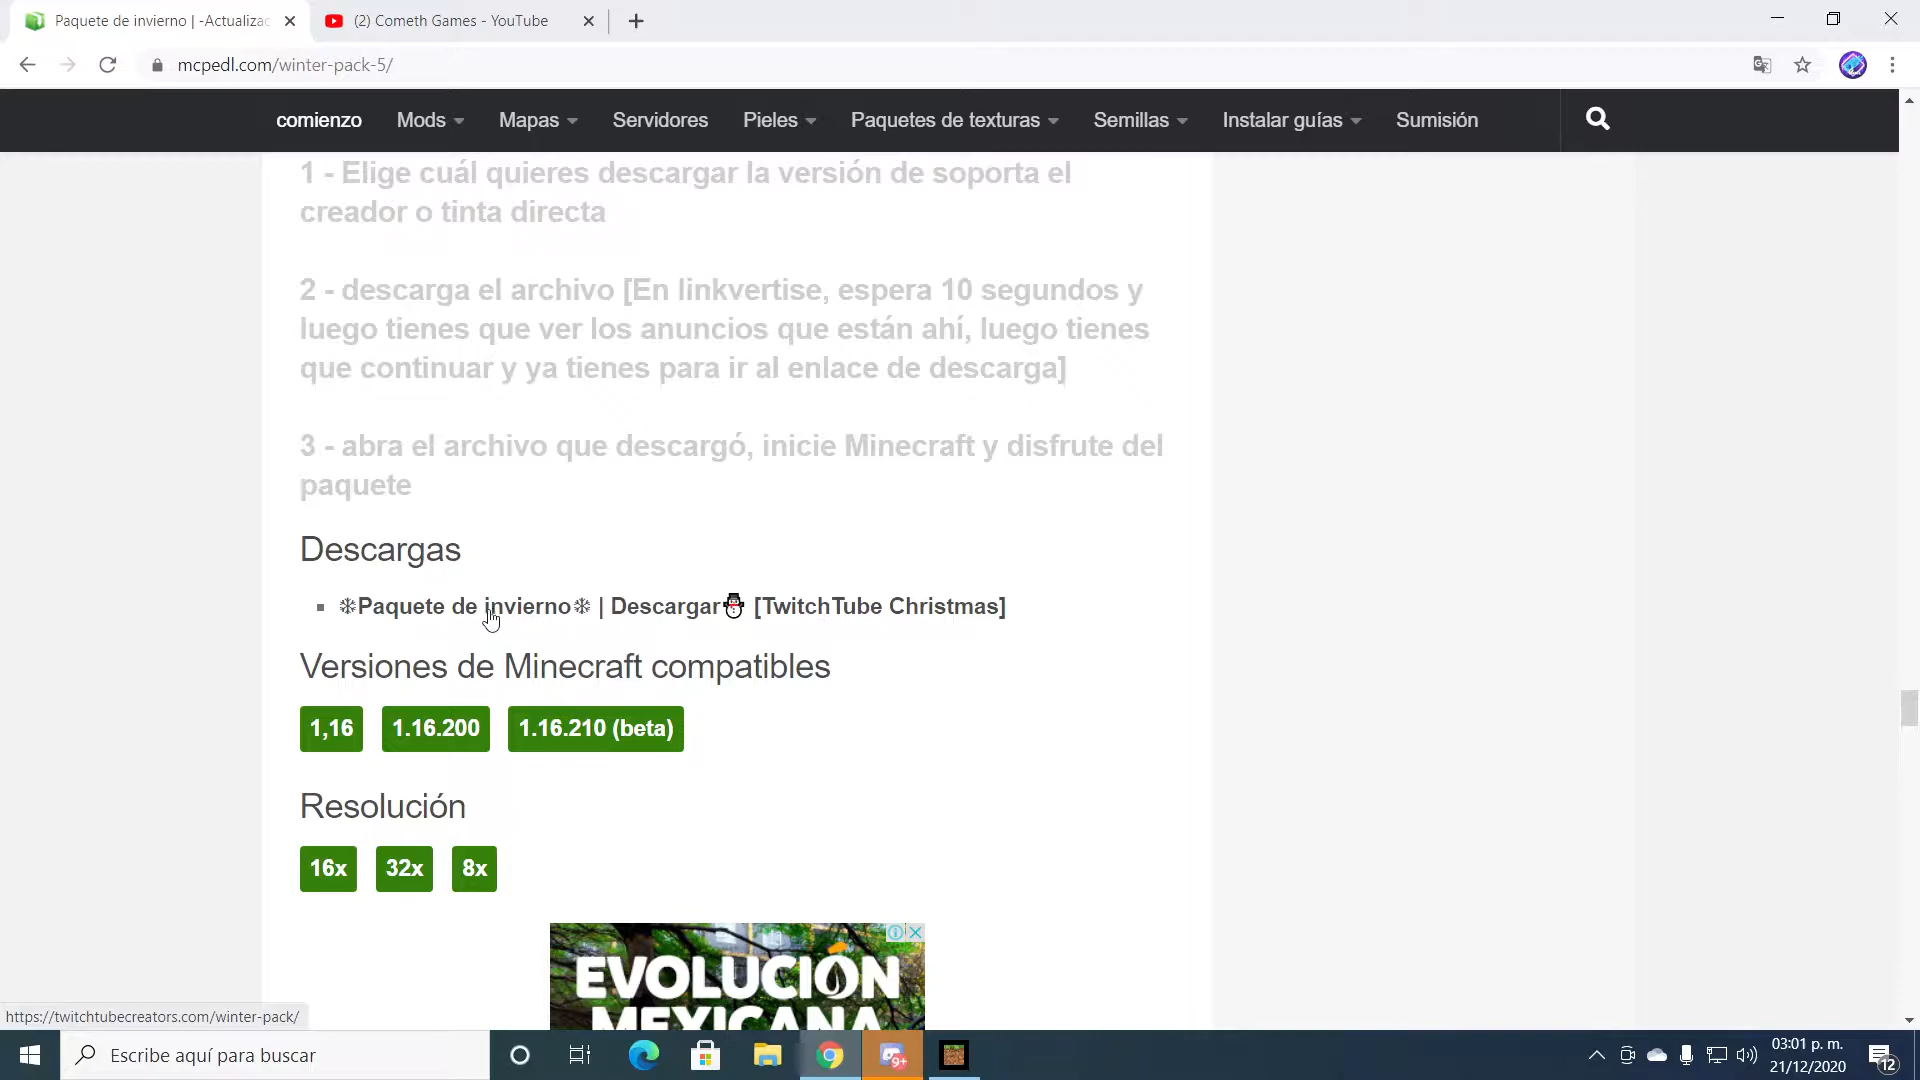 Paquete de invierno | -Actualizac
(2) Cometh Games - YouTube
mcpedl.com/winter-pack-5/
comienzo Mods Mapas Servidores Pieles Paquetes de texturas Semillas Instalar guías Sumisión
1 - Elige cuál quieres descargar la versión de soporta el
creador o tinta directa
2 - descarga el archivo [En linkvertise, espera 10 segundos y
luego tienes que ver los anuncios que están ahí, luego tienes
que continuar y ya tienes para ir al enlace de descarga]
3 - abra el archivo que descargó, inicie Minecraft y disfrute del
paquete
Descargas
❄Paquete de invierno❄ | Descargar⛄ [TwitchTube Christmas]
Versiones de Minecraft compatibles
1,16 1.16.200 1.16.210 (beta)
Resolución
16x 32x 8x
EVOLUCIÓN
MEXICANA
https://twitchtubecreators.com/winter-pack/
Escribe aquí para buscar
9+
03:01 p. m.
21/12/2020
12